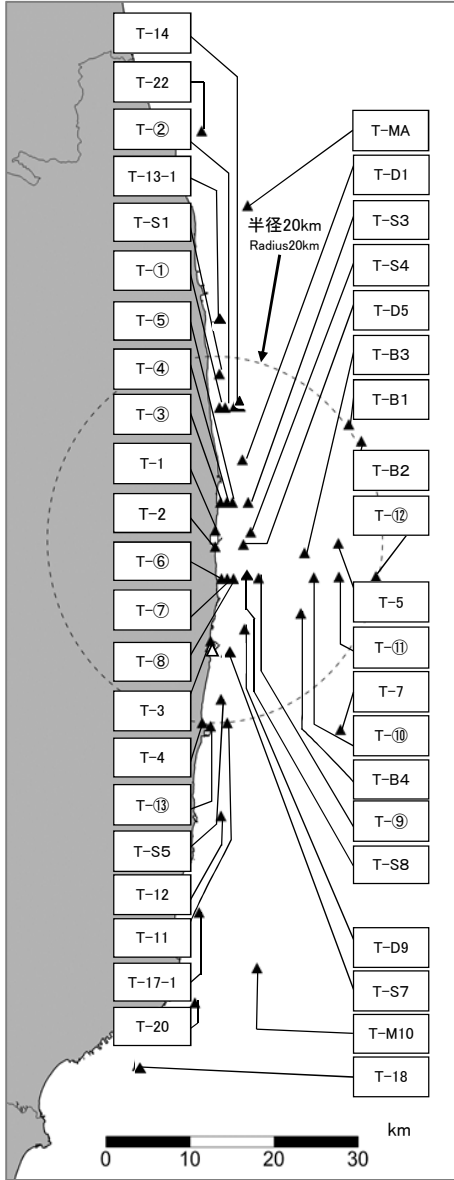 T-14
T-22
T-②
T-13-1
T-S1
T-①
T-⑤
T-④
T-③
T-1
T-2
T-⑥
T-⑦
T-⑧
T-3
T-4
T-⑬
T-S5
T-12
T-11
T-17-1
T-20
半径20km
Radius20km
T-MA
T-D1
T-S3
T-S4
T-D5
T-B3
T-B1
T-B2
T-⑫
T-5
T-⑪
T-7
T-⑩
T-B4
T-⑨
T-S8
T-D9
T-S7
T-M10
T-18
km
0 10 20 30